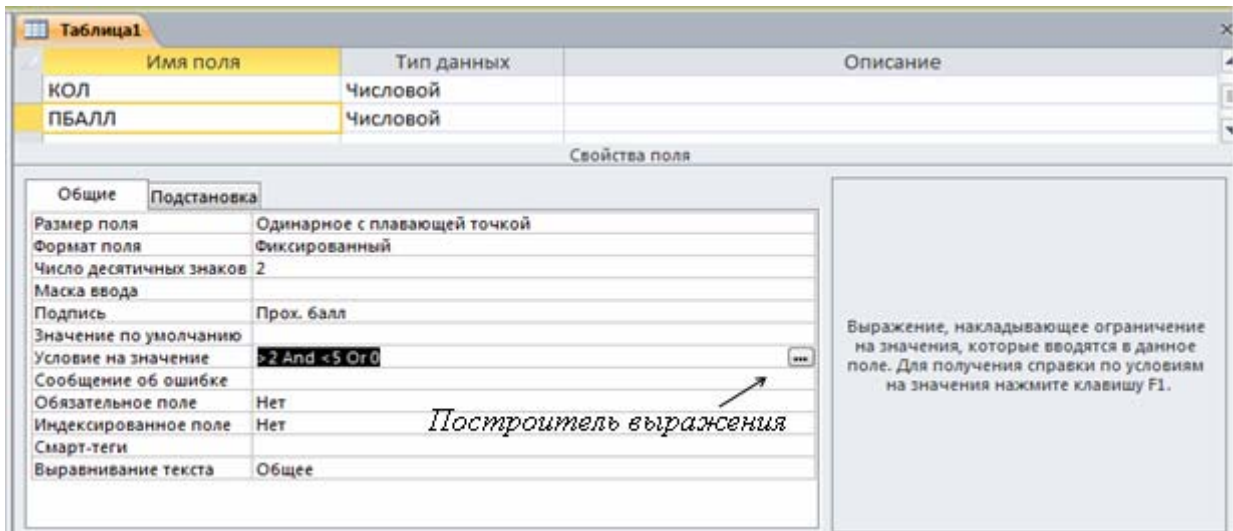 Таблица1
Имя поля Тип данных Описание
КОЛ Числовой
ПБАЛЛ Числовой
Свойства поля
Общие Подстановка
Размер поля Одинарное с плавающей точкой
Формат поля Фиксированный
Число десятичных знаков 2
Маска ввода
Подпись Прох. балл
Значение по умолчанию
Условие на значение >2 And <5 Or 0
Сообщение об ошибке
Обязательное поле Нет
Индексированное поле Нет
Смарт-теги
Выравнивание текста Общее
Построитель выражения
Выражение, накладывающее ограничение
на значения, которые вводятся в данное
поле. Для получения справки по условиям
на значения нажмите клавишу F1.